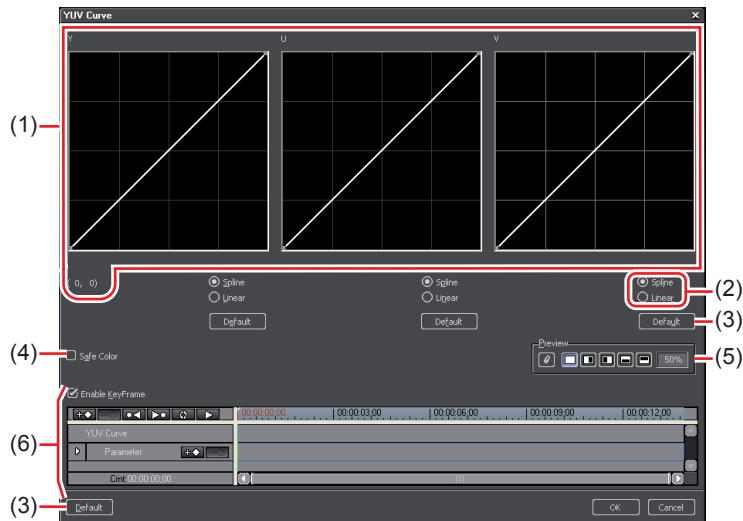 YUV Curve
Y U V
(1)
0, 0)
Spline Spline Spline
Linear Linear Linear
(2)
Default Default Default
(3)
Preview
(4)
Safe Color
50%
(5)
Enable KeyFrame
00:00:00;00 00:00:03;00 00:00:06;00 00:00:09;00 00:00:12;00
YUV Curve
(6)
Parameter
Crnt:00:00:00;00
(3)
Default OK Cancel